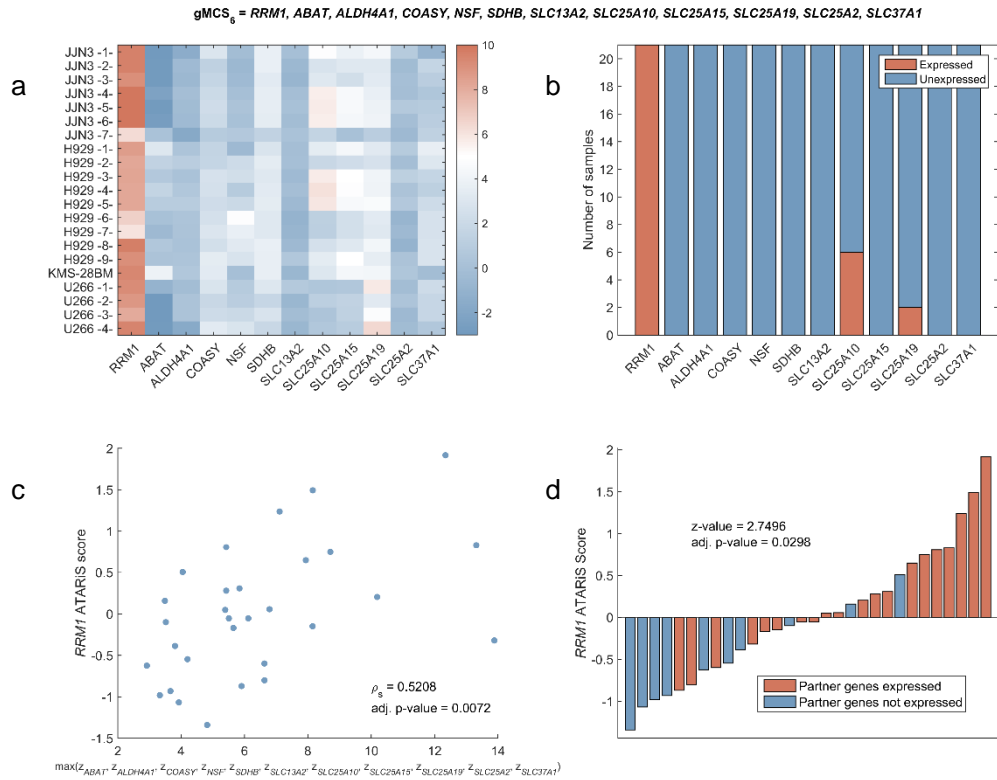 gMCS6 = RRM1, ABAT, ALDH4A1, COASY, NSF, SDHB, SLC13A2, SLC25A10, SLC25A15, SLC25A19, SLC25A2, SLC37A1
a
JJN3 -1-
JJN3 -2-
JJN3 -3-
JJN3 -4-
JJN3 -5-
JJN3 -6-
JJN3 -7-
H929 -1-
H929 -2-
H929 -3-
H929 -4-
H929 -5-
H929 -6-
H929 -7-
H929 -8-
H929 -9-
KMS-28BM
U266 -1-
U266 -2-
U266 -3-
U266 -4-
RRM1
ABAT
ALDH4A1
COASY
NSF
SDHB
SLC13A2
SLC25A10
SLC25A15
SLC25A19
SLC25A2
SLC37A1
10
8
6
4
2
0
-2
b
Number of samples
20
18
16
14
12
10
8
6
4
2
0
Expressed
Unexpressed
RRM1
ABAT
ALDH4A1
COASY
NSF
SDHB
SLC13A2
SLC25A10
SLC25A15
SLC25A19
SLC25A2
SLC37A1
c
RRM1 ATARiS score
2
1.5
1
0.5
0
-0.5
-1
-1.5
ρs = 0.5208
adj. p-value = 0.0072
2 4 6 8 10 12 14
max(zABAT, zALDH4A1, zCOASY, zNSF, zSDHB, zSLC13A2, zSLC25A10, zSLC25A15, zSLC25A19, zSLC25A2, zSLC37A1)
d
RRM1 ATARiS score
2
1.5
1
0.5
0
-0.5
-1
z-value = 2.7496
adj. p-value = 0.0298
Partner genes expressed
Partner genes not expressed